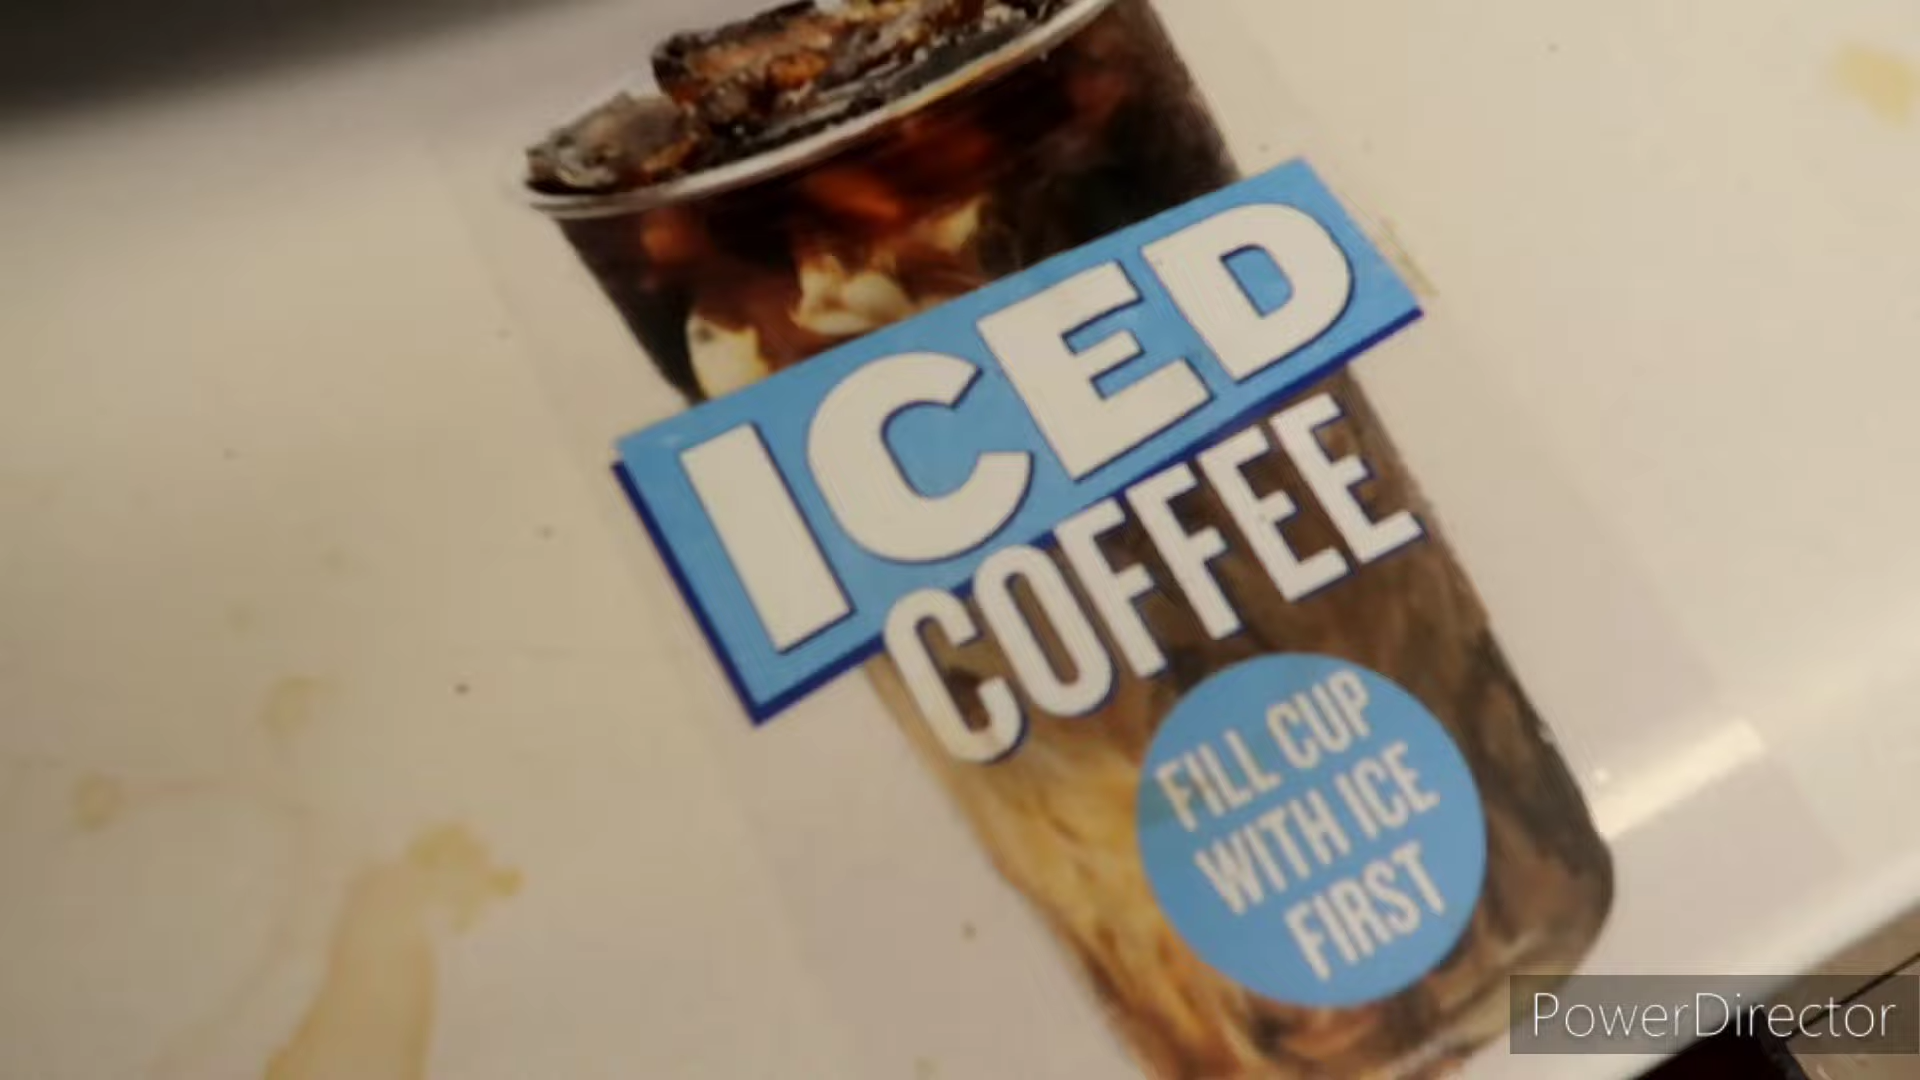 ICED
COFFEE
FILL CUP
WITH ICE
FIRST
PowerDirector